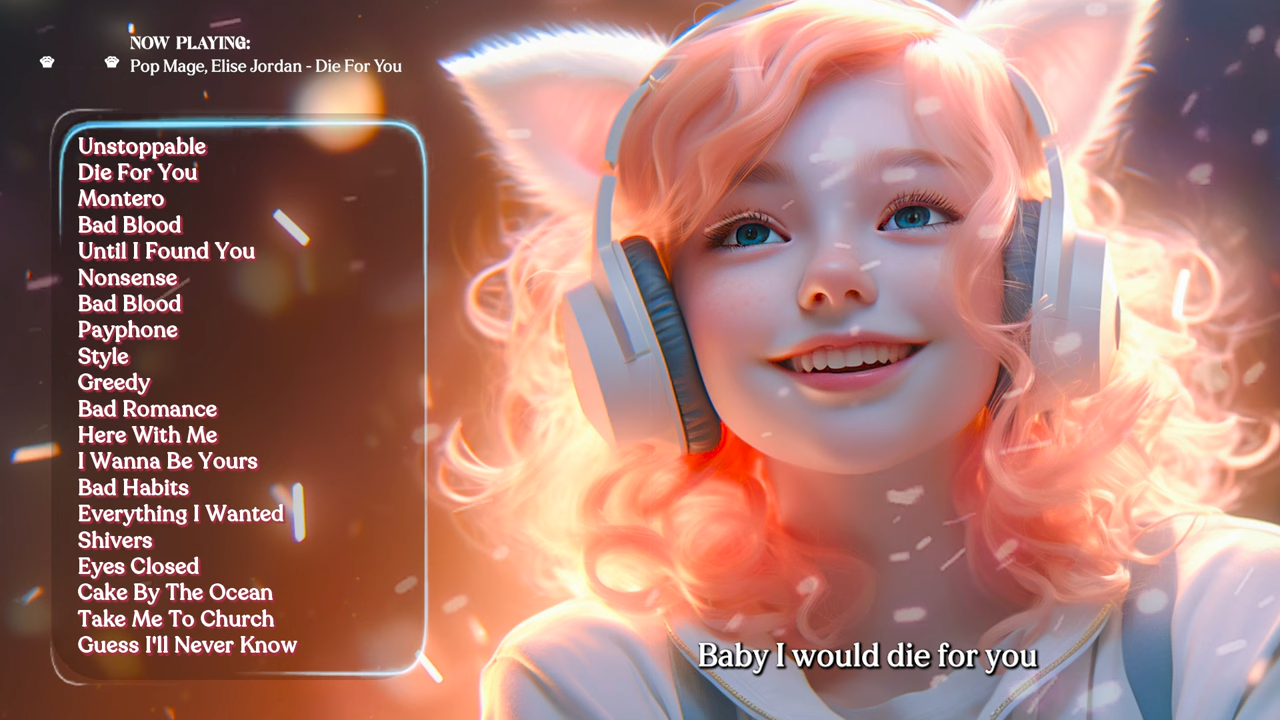 NOW PLAYING:
Pop Mage, Elise Jordan - Die For You
Unstoppable
Die For You
Montero
Bad Blood
Until I Found You
Nonsense
Bad Blood
Payphone
Style
Greedy
Bad Romance
Here With Me
I Wanna Be Yours
Bad Habits
Everything I Wanted
Shivers
Eyes Closed
Cake By The Ocean
Take Me To Church
Guess I'll Never Know
Baby I would die for you